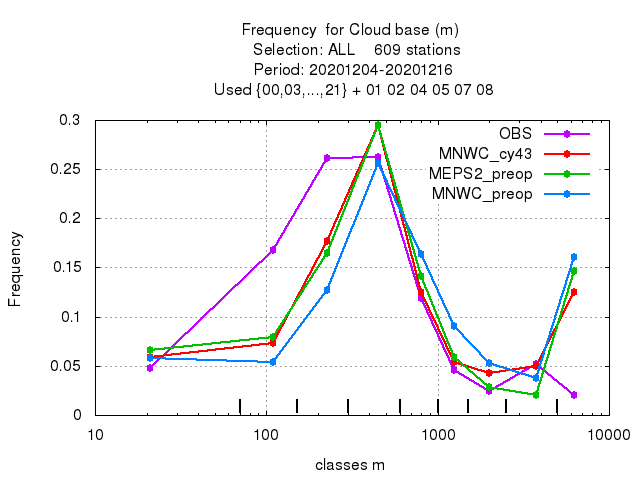 Frequency  for Cloud base (m)
Selection: ALL    609 stations
Period: 20201204-20201216
Used {00,03,...,21} + 01 02 04 05 07 08
OBS
MNWC_cy43
MEPS2_preop
MNWC_preop
Frequency
0.3
0.25
0.2
0.15
0.1
0.05
0
10
100
1000
10000
classes m